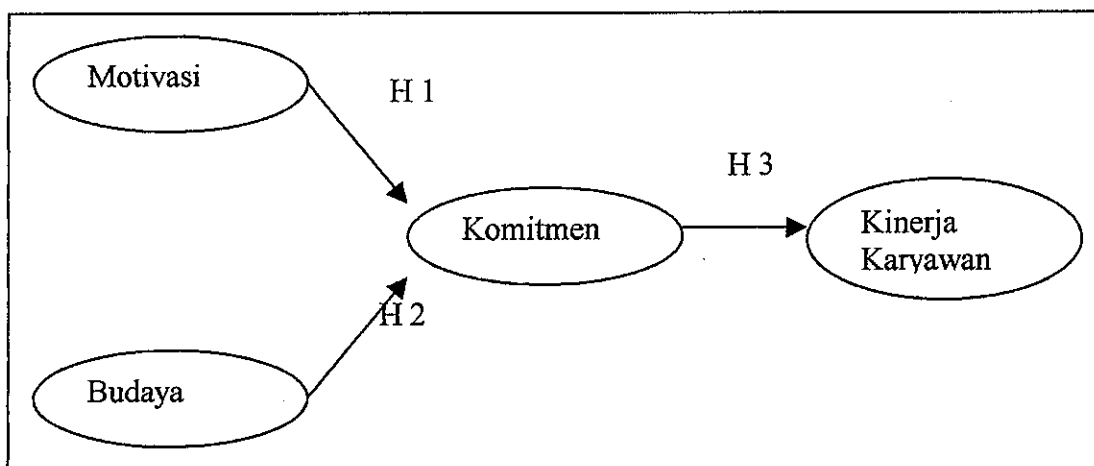 Motivasi
H 1
H 3
Komitmen
Kinerja
Karyawan
H 2
Budaya